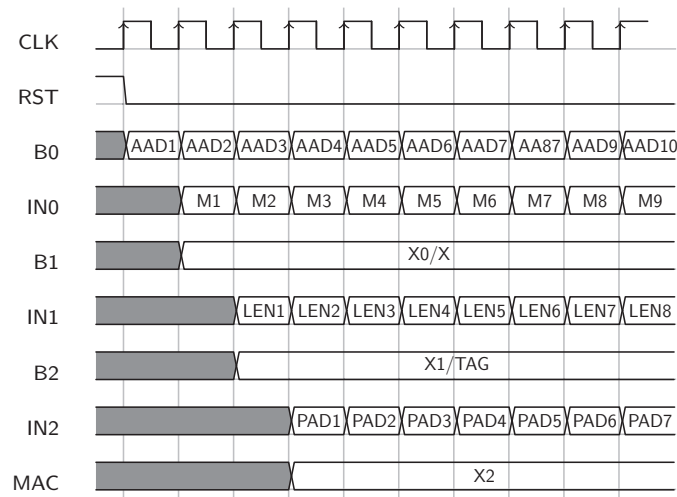 CLK
RST
B0 AAD1 AAD2 AAD3 AAD4 AAD5 AAD6 AAD7 AA87 AAD9 AAD10
IN0 M1 M2 M3 M4 M5 M6 M7 M8 M9
B1 X0/X
IN1 LEN1 LEN2 LEN3 LEN4 LEN5 LEN6 LEN7 LEN8
B2 X1/TAG
IN2 PAD1 PAD2 PAD3 PAD4 PAD5 PAD6 PAD7
MAC X2